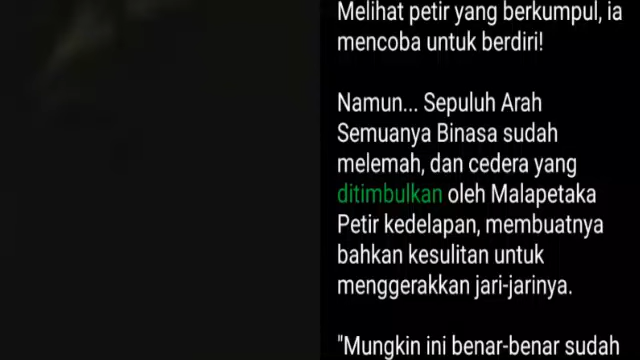 Melihat petir yang berkumpul, ia
mencoba untuk berdiri!
Namun... Sepuluh Arah
Semuanya Binasa sudah
melemah, dan cedera yang
ditimbulkan oleh Malapetaka
Petir kedelapan, membuatnya
bahkan kesulitan untuk
menggerakkan jari-jarinya.
"Mungkin ini benar-benar sudah